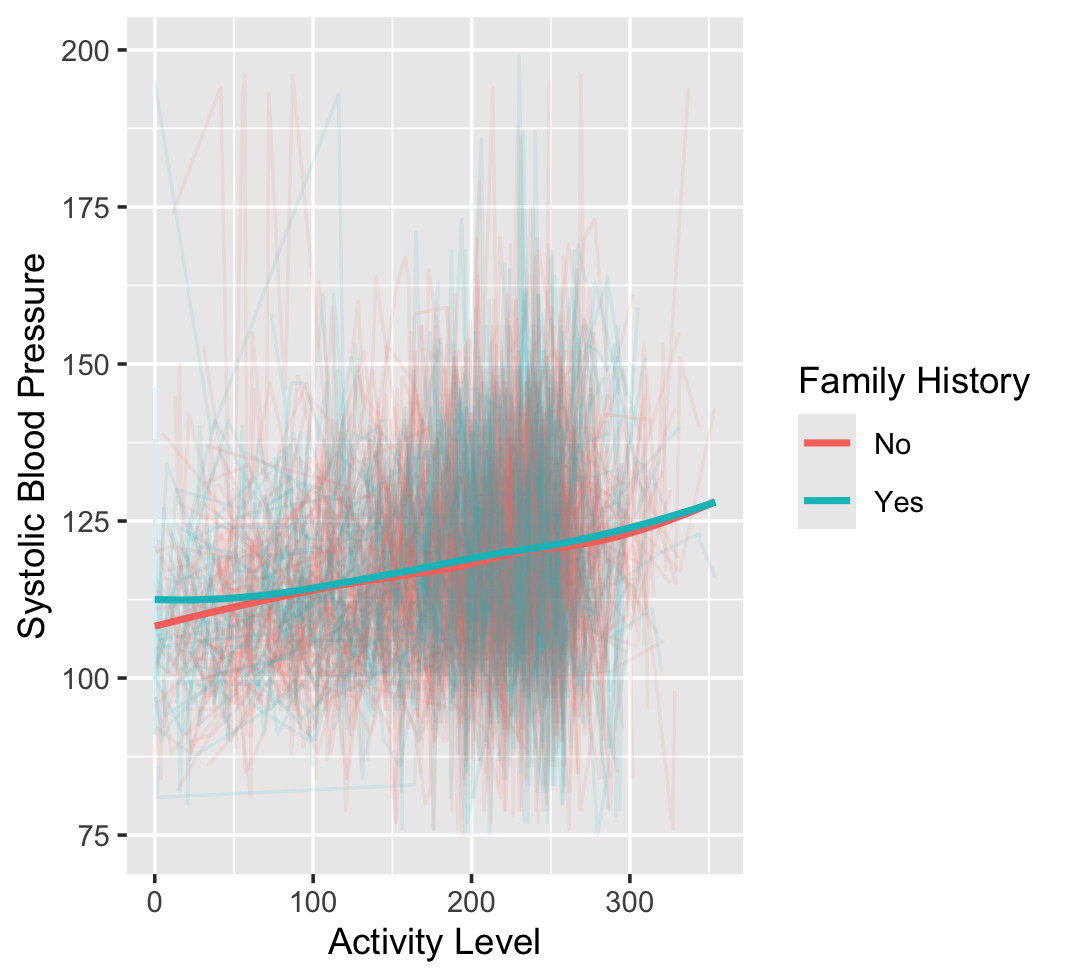 200
175
150
125
100
75
Systolic Blood Pressure
0 100 200 300
Activity Level
Family History
No
Yes